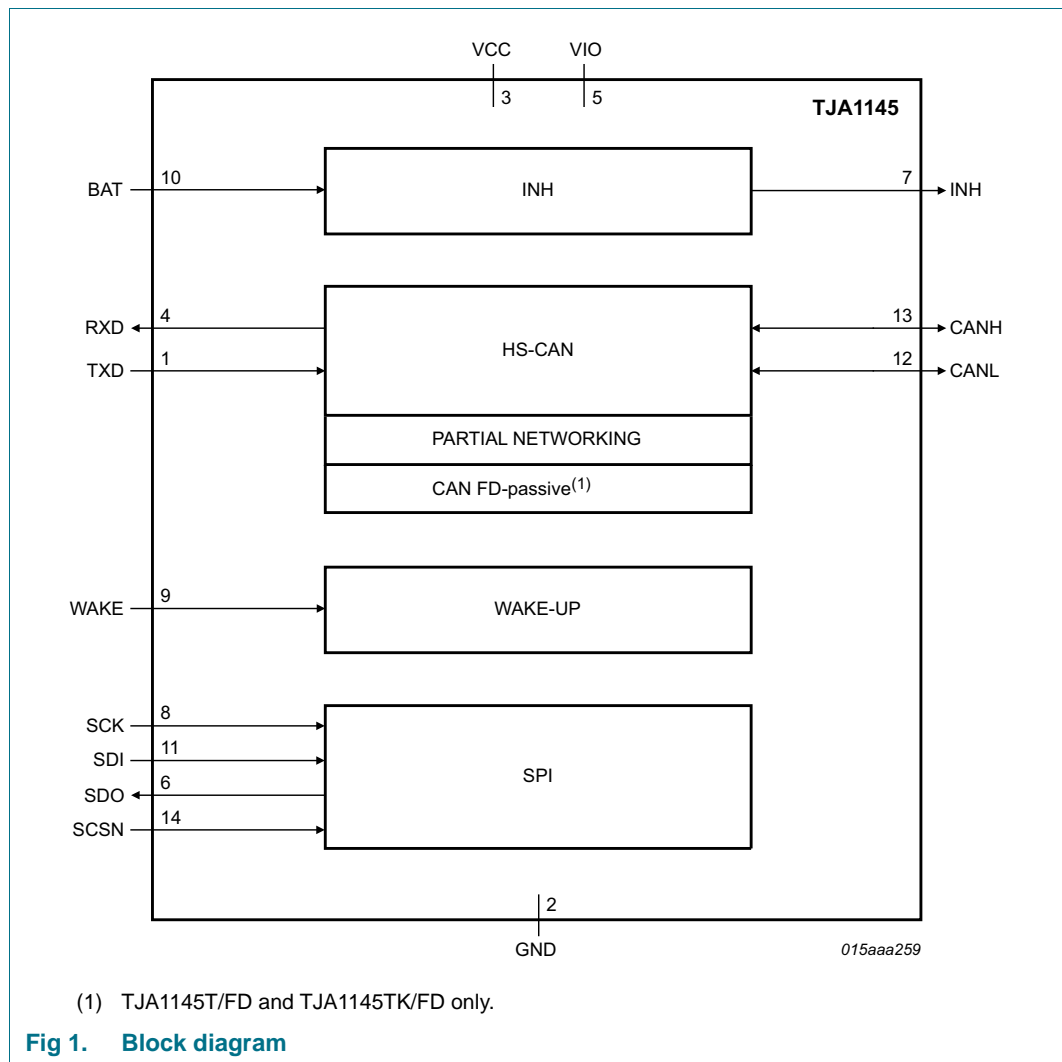 VCC VIO
3 5
TJA1145
BAT 10 INH 7 INH
RXD 4 13 CANH
HS-CAN
TXD 1 12 CANL
PARTIAL NETWORKING
CAN FD-passive(1)
WAKE 9 WAKE-UP
SCK 8
SDI 11
SPI
SDO 6
SCSN 14
2
GND
015aaa259
(1) TJA1145T/FD and TJA1145TK/FD only.
Fig 1. Block diagram